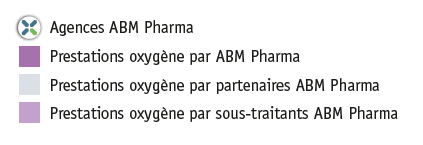 Agences ABM Pharma
Prestations oxygène par ABM Pharma
Prestations oxygène par partenaires ABM Pharma
Prestations oxygène par sous-traitants ABM Pharma